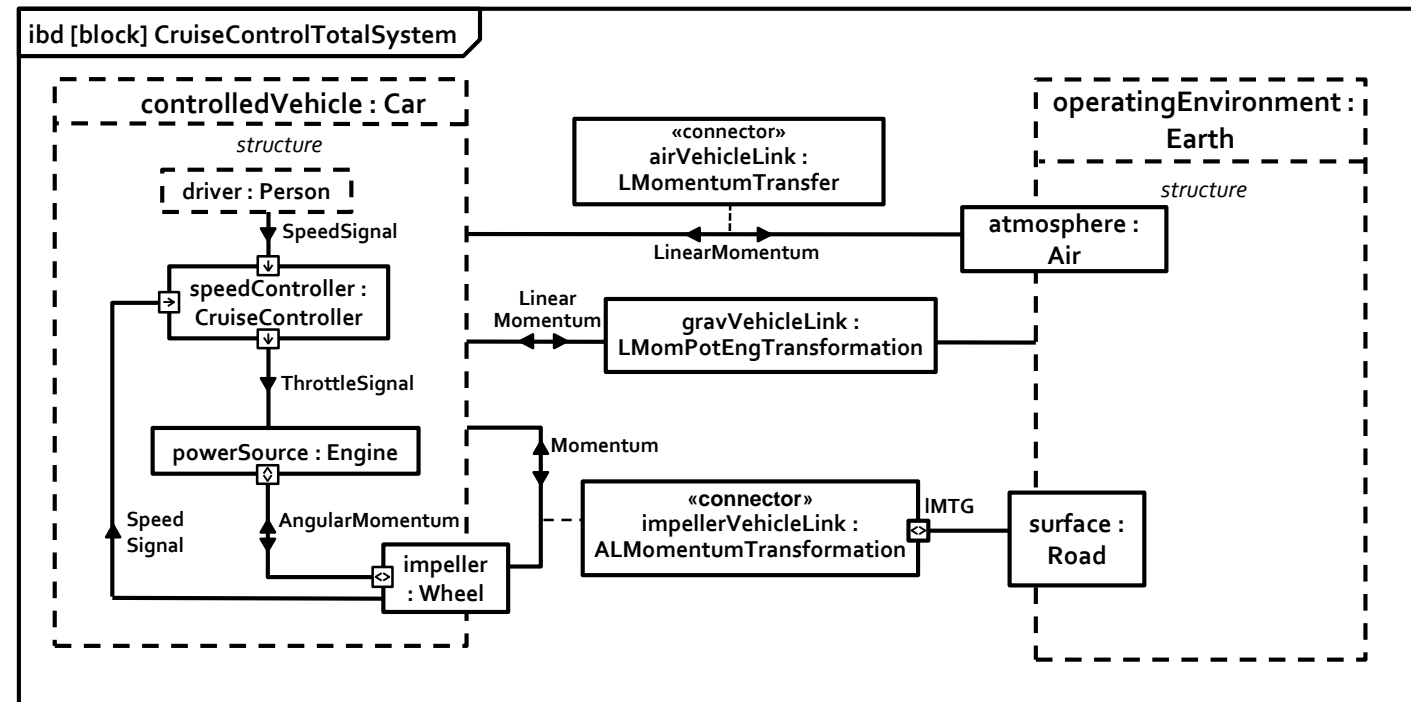 ibd [block] CruiseControlTotalSystem
controlledVehicle : Car
structure
driver : Person
SpeedSignal
speedController :
CruiseController
ThrottleSignal
powerSource : Engine
Speed
Signal
AngularMomentum
impeller
: Wheel
«connector»
airVehicleLink :
LMomentumTransfer
LinearMomentum
Linear
Momentum
gravVehicleLink :
LMomPotEngTransformation
Momentum
«connector»
impellerVehicleLink :
ALMomentumTransformation
IMTG
operatingEnvironment :
Earth
structure
atmosphere :
Air
surface :
Road